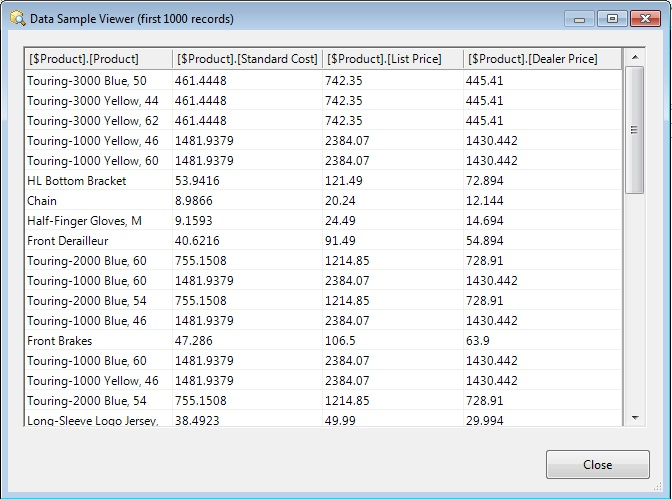 Data Sample Viewer (first 1000 records)
[$Product].[Product] [$Product].[Standard Cost] [$Product].[List Price] [$Product].[Dealer Price]
Touring-3000 Blue, 50 461.4448 742.35 445.41
Touring-3000 Yellow, 44 461.4448 742.35 445.41
Touring-3000 Yellow, 62 461.4448 742.35 445.41
Touring-1000 Yellow, 46 1481.9379 2384.07 1430.442
Touring-1000 Yellow, 60 1481.9379 2384.07 1430.442
HL Bottom Bracket 53.9416 121.49 72.894
Chain 8.9866 20.24 12.144
Half-Finger Gloves, M 9.1593 24.49 14.694
Front Derailleur 40.6216 91.49 54.894
Touring-2000 Blue, 60 755.1508 1214.85 728.91
Touring-1000 Blue, 60 1481.9379 2384.07 1430.442
Touring-2000 Blue, 54 755.1508 1214.85 728.91
Touring-1000 Blue, 46 1481.9379 2384.07 1430.442
Front Brakes 47.286 106.5 63.9
Touring-1000 Blue, 60 1481.9379 2384.07 1430.442
Touring-1000 Yellow, 46 1481.9379 2384.07 1430.442
Touring-2000 Blue, 54 755.1508 1214.85 728.91
Long-Sleeve Logo Jersey, 38.4923 49.99 29.994
Close